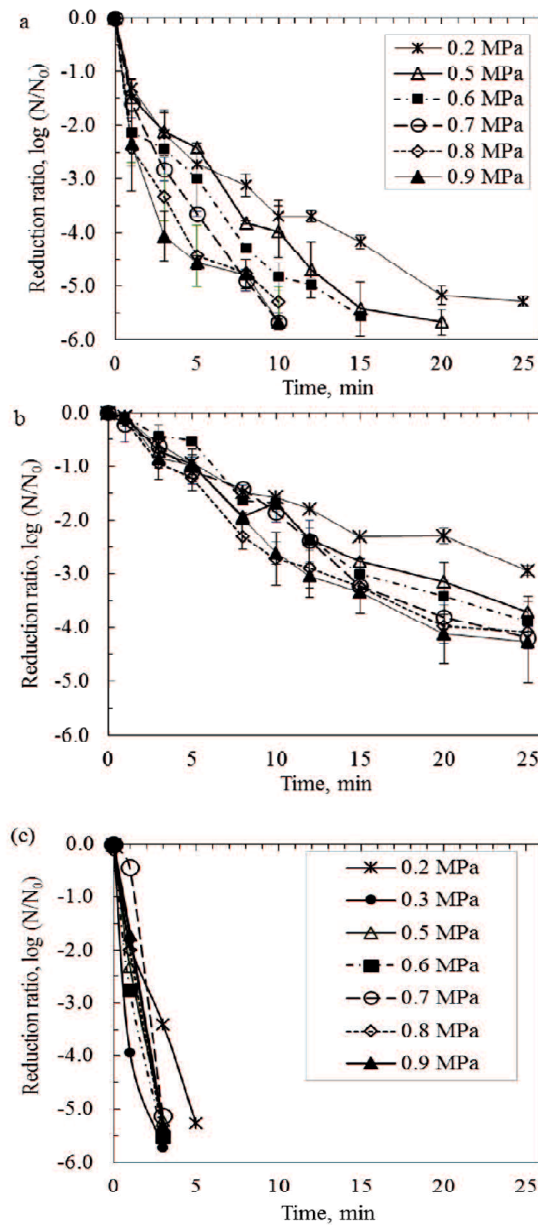 a
0.0
-1.0
-2.0
-3.0
-4.0
-5.0
-6.0
Reduction ratio, log (N/N₀)
0.2 MPa
0.5 MPa
0.6 MPa
0.7 MPa
0.8 MPa
0.9 MPa
0 5 10 15 20 25
Time, min
b
0.0
-1.0
-2.0
-3.0
-4.0
-5.0
-6.0
Reduction ratio, log (N/N₀)
0 5 10 15 20 25
Time, min
(c)
0.0
-1.0
-2.0
-3.0
-4.0
-5.0
-6.0
Reduction ratio, log (N/N₀)
0.2 MPa
0.3 MPa
0.5 MPa
0.6 MPa
0.7 MPa
0.8 MPa
0.9 MPa
0 5 10 15 20 25
Time, min